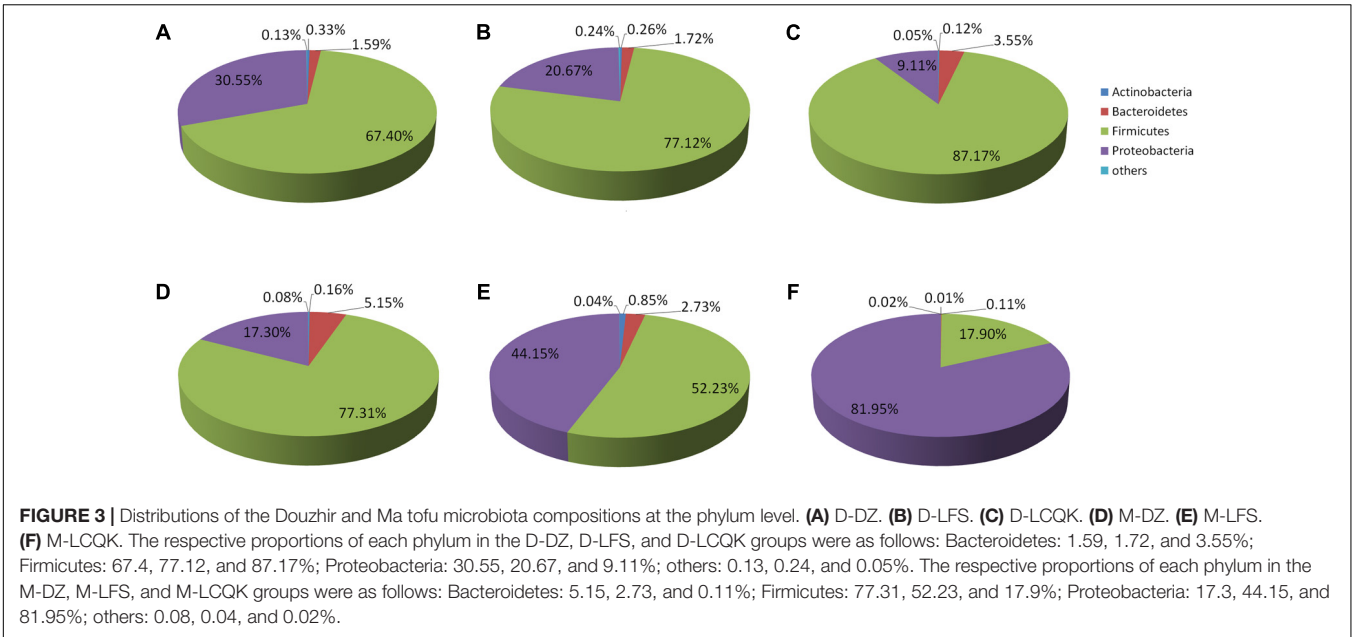 A
0.13%
0.33%
1.59%
30.55%
67.40%
B
0.24%
0.26%
1.72%
20.67%
77.12%
C
0.05%
0.12%
3.55%
9.11%
87.17%
Actinobacteria
Bacteroidetes
Firmicutes
Proteobacteria
others
D
0.08%
0.16%
5.15%
17.30%
77.31%
E
0.04%
0.85%
2.73%
44.15%
52.23%
F
0.02%
0.01%
0.11%
17.90%
81.95%
FIGURE 3 | Distributions of the Douzhir and Ma tofu microbiota compositions at the phylum level. (A) D-DZ. (B) D-LFS. (C) D-LCQK. (D) M-DZ. (E) M-LFS.
(F) M-LCQK. The respective proportions of each phylum in the D-DZ, D-LFS, and D-LCQK groups were as follows: Bacteroidetes: 1.59, 1.72, and 3.55%;
Firmicutes: 67.4, 77.12, and 87.17%; Proteobacteria: 30.55, 20.67, and 9.11%; others: 0.13, 0.24, and 0.05%. The respective proportions of each phylum in the
M-DZ, M-LFS, and M-LCQK groups were as follows: Bacteroidetes: 5.15, 2.73, and 0.11%; Firmicutes: 77.31, 52.23, and 17.9%; Proteobacteria: 17.3, 44.15, and
81.95%; others: 0.08, 0.04, and 0.02%.